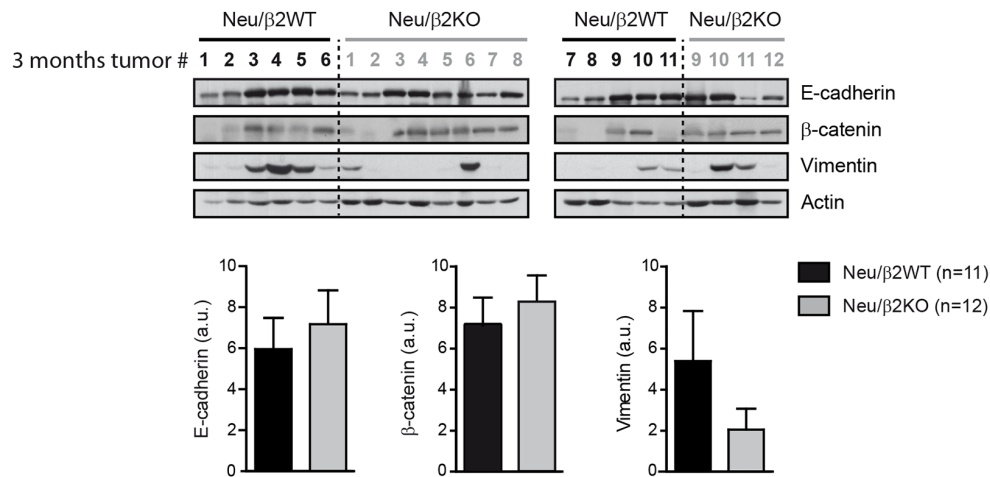 Neu/β2WT Neu/β2KO Neu/β2WT Neu/β2KO
3 months tumor # 1 2 3 4 5 6 1 2 3 4 5 6 7 8 7 8 9 10 11 9 10 11 12
E-cadherin
β-catenin
Vimentin
Actin
E-cadherin (a.u.)
10
8
6
4
2
0
β-catenin (a.u.)
10
8
6
4
2
0
Vimentin (a.u.)
10
8
6
4
2
0
Neu/β2WT (n=11)
Neu/β2KO (n=12)